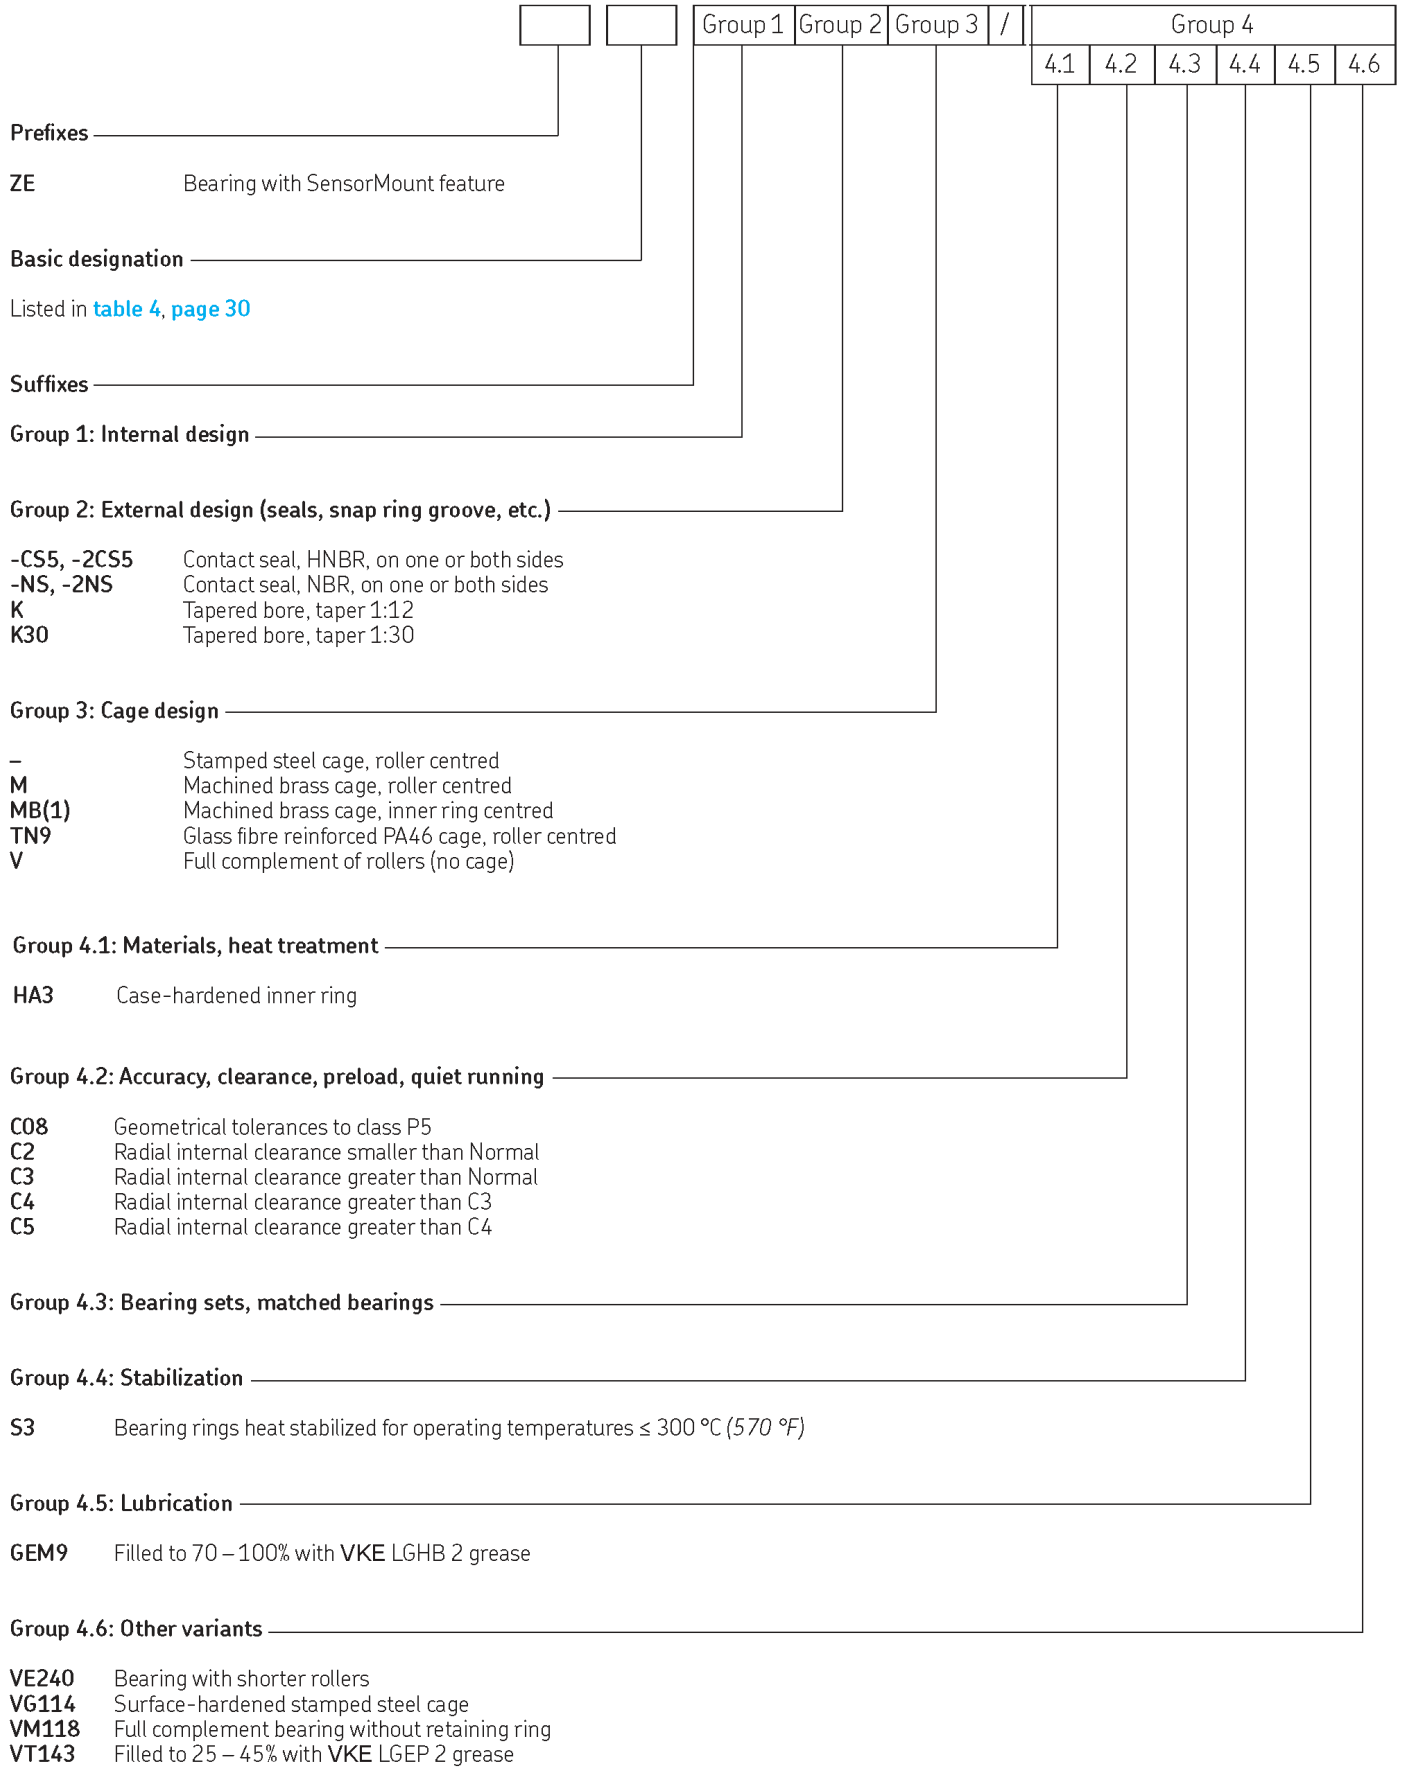 Group 1 Group 2 Group 3 / Group 4
4.1 4.2 4.3 4.4 4.5 4.6
Prefixes
ZE Bearing with SensorMount feature
Basic designation
Listed in table 4, page 30
Suffixes
Group 1: Internal design
Group 2: External design (seals, snap ring groove, etc.)
-CS5, -2CS5 Contact seal, HNBR, on one or both sides
-NS, -2NS Contact seal, NBR, on one or both sides
K Tapered bore, taper 1:12
K30 Tapered bore, taper 1:30
Group 3: Cage design
– Stamped steel cage, roller centred
M Machined brass cage, roller centred
MB(1) Machined brass cage, inner ring centred
TN9 Glass fibre reinforced PA46 cage, roller centred
V Full complement of rollers (no cage)
Group 4.1: Materials, heat treatment
HA3 Case-hardened inner ring
Group 4.2: Accuracy, clearance, preload, quiet running
C08 Geometrical tolerances to class P5
C2 Radial internal clearance smaller than Normal
C3 Radial internal clearance greater than Normal
C4 Radial internal clearance greater than C3
C5 Radial internal clearance greater than C4
Group 4.3: Bearing sets, matched bearings
Group 4.4: Stabilization
S3 Bearing rings heat stabilized for operating temperatures ≤ 300 °C (570 °F)
Group 4.5: Lubrication
GEM9 Filled to 70 – 100% with VKE LGHB 2 grease
Group 4.6: Other variants
VE240 Bearing with shorter rollers
VG114 Surface-hardened stamped steel cage
VM118 Full complement bearing without retaining ring
VT143 Filled to 25 – 45% with VKE LGEP 2 grease